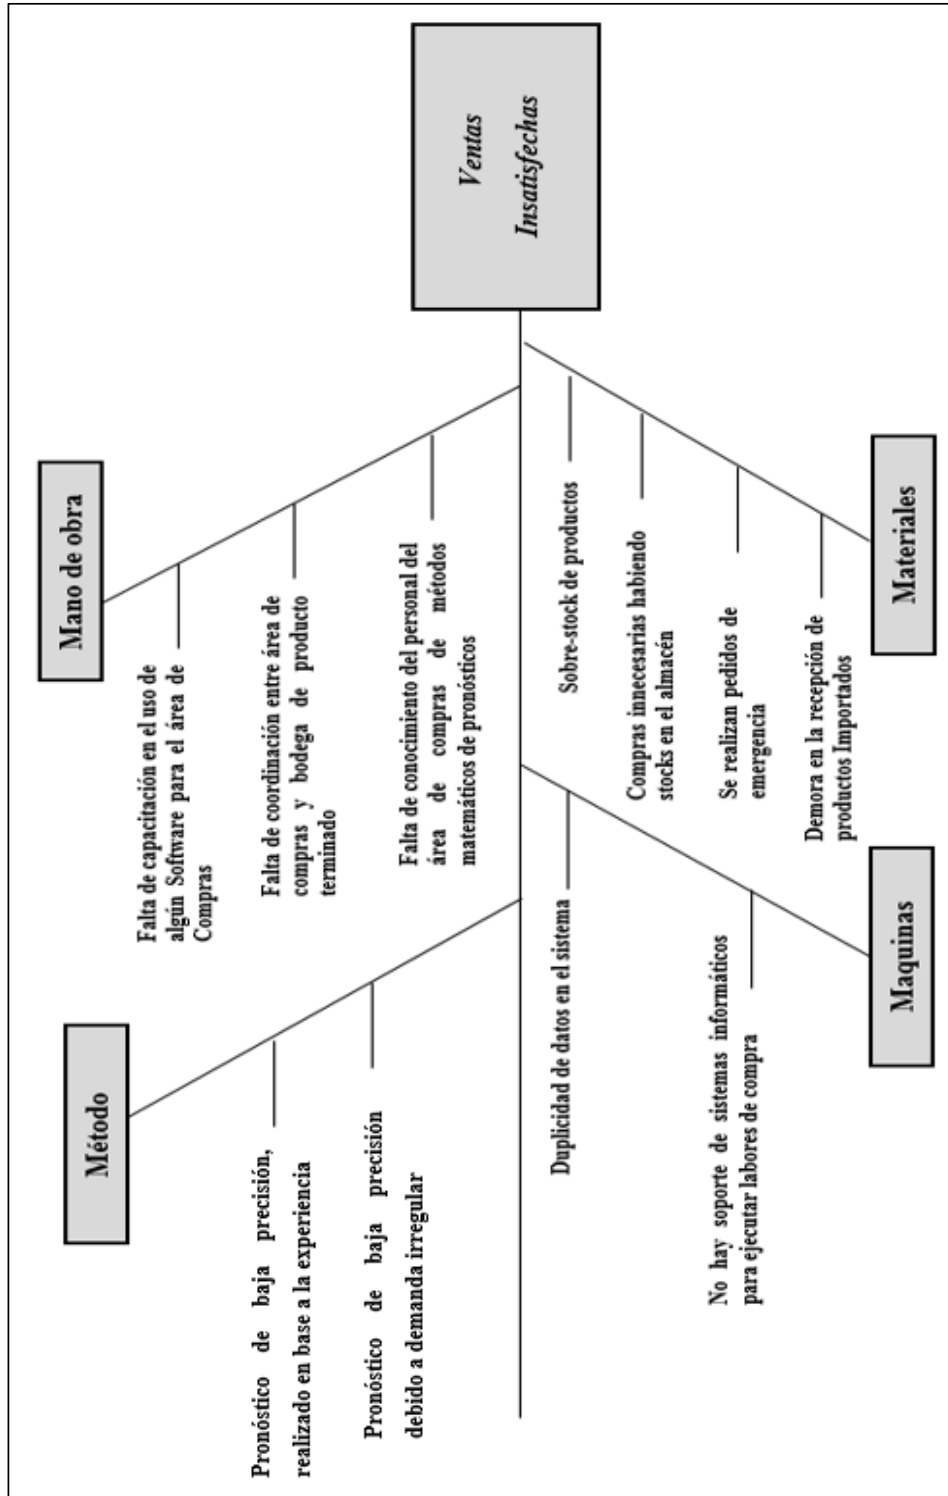 Ventas
Insatisfechas
Método
Pronóstico de baja precisión,
realizado en base a la experiencia
Pronóstico de baja precisión
debido a demanda irregular
Mano de obra
Falta de capacitación en el uso de
algún Software para el área de
Compras
Falta de coordinación entre área de
compras y bodega de producto
terminado
Falta de conocimiento del personal del
área de compras de métodos
matemáticos de pronósticos
Duplicidad de datos en el sistema
No hay soporte de sistemas informáticos
para ejecutar labores de compra
Maquinas
Sobre-stock de productos
Compras innecesarias habiendo
stocks en el almacén
Se realizan pedidos de
emergencia
Demora en la recepción de
productos Importados
Materiales